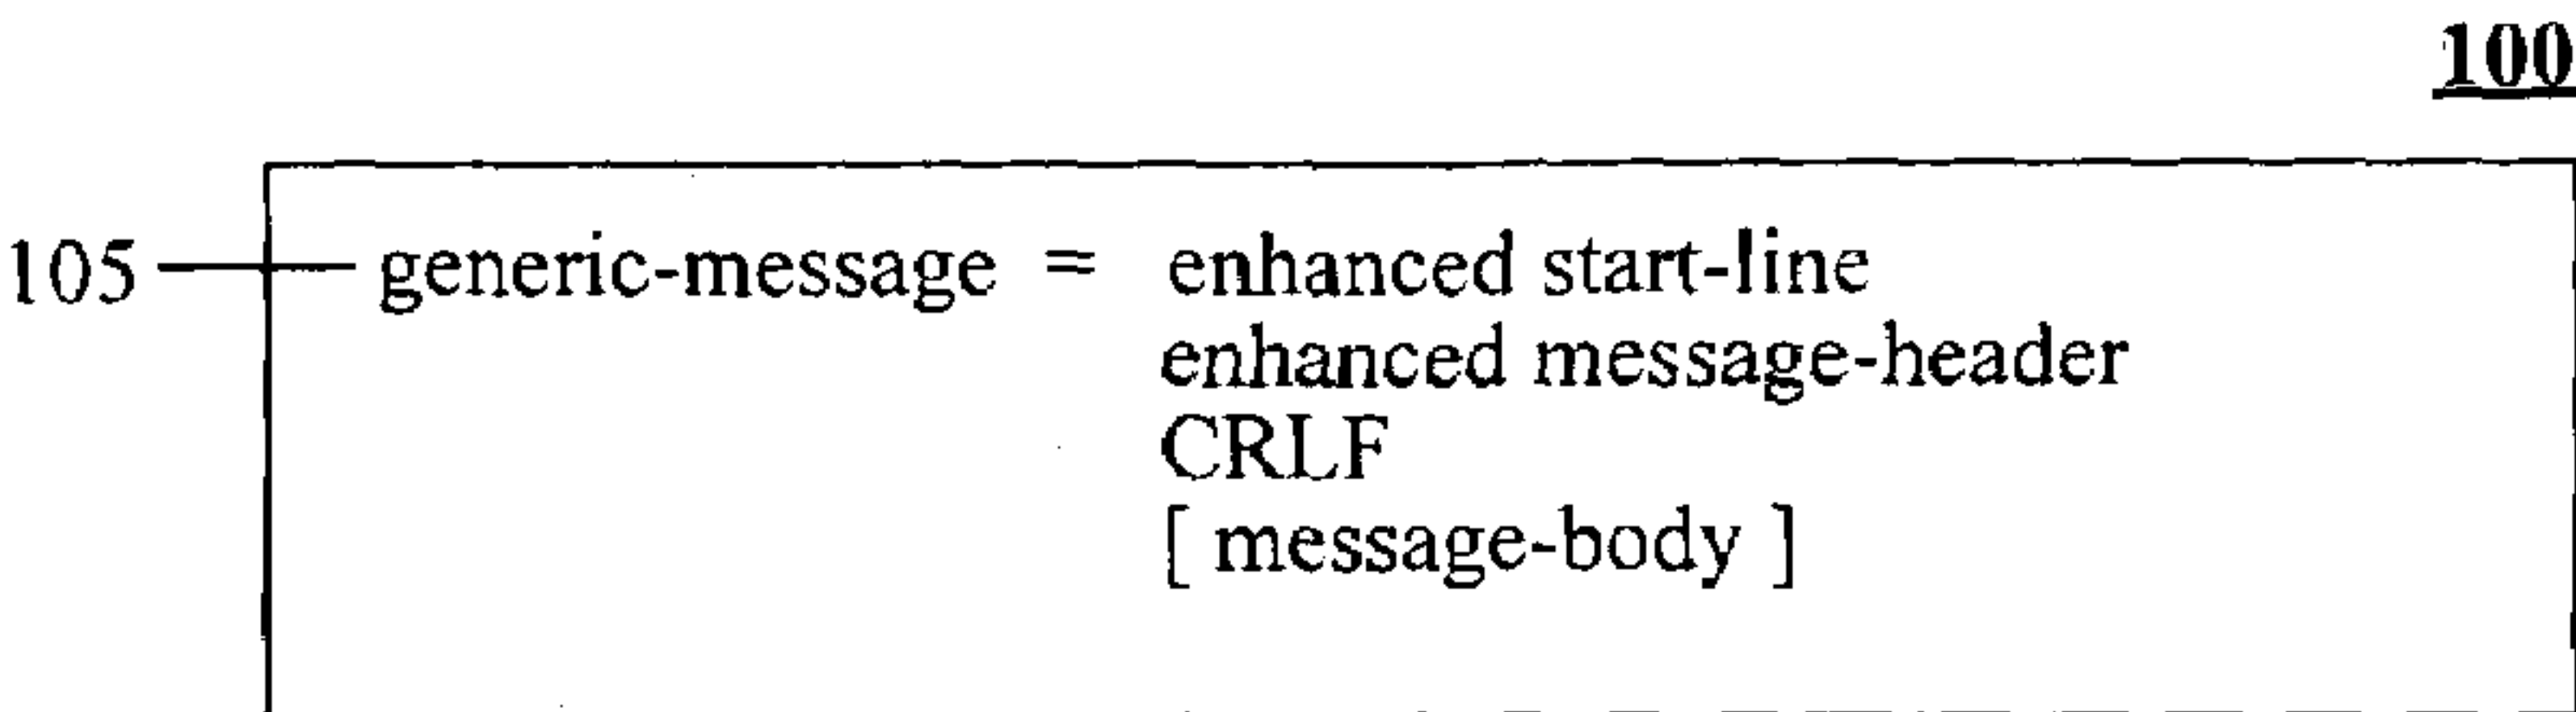 100
105 generic-message = enhanced start-line
enhanced message-header
CRLF
[ message-body ]